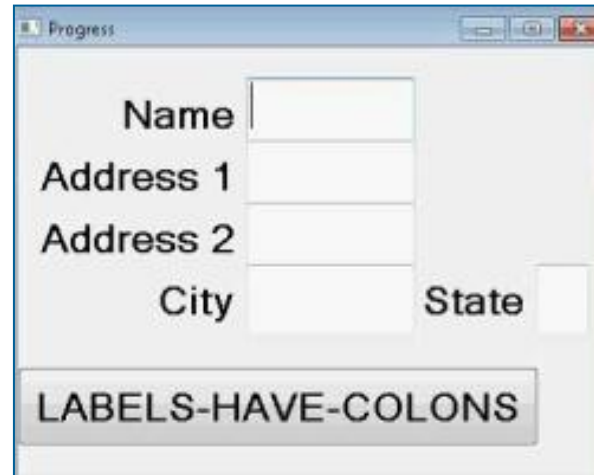 Progress
Name
Address 1
Address 2
City State
LABELS-HAVE-COLONS